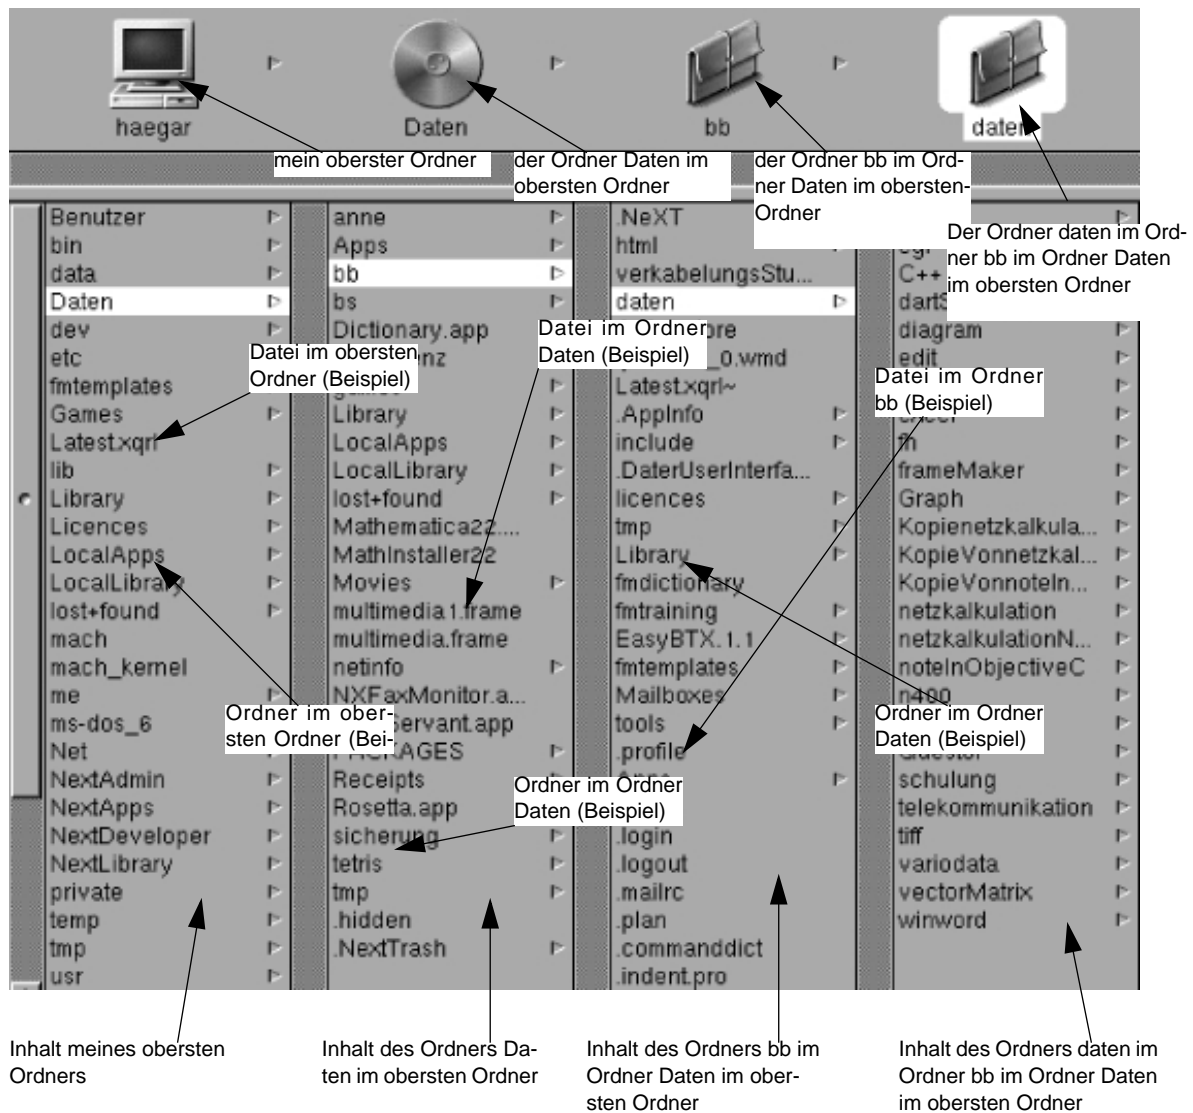 haegar
Daten
bb
daten
mein oberster Ordner
der Ordner Daten im
obersten Ordner
der Ordner bb im Ord-
ner Daten im obersten-
Ordner
Der Ordner daten im Ord-
ner bb im Ordner Daten
im obersten Ordner
Benutzer
bin
data
Daten
dev
etc
fmtemplates
Games
Latest.xqrl
lib
Library
Licences
LocalApps
LocalLibrary
lost+found
mach
mach_kernel
me
ms-dos_6
Net
NextAdmin
NextApps
NextDeveloper
NextLibrary
private
temp
tmp
usr
Datei im obersten
Ordner (Beispiel)
Ordner im ober-
sten Ordner (Bei-
anne
Apps
bb
bs
Dictionary.app
Library
LocalApps
LocalLibrary
lost+found
Mathematica22....
MathInstaller22
Movies
multimedia.1.frame
multimedia.frame
netinfo
NXFaxMonitor.a...
Servant.app
PACKAGES
Receipts
Rosetta.app
sicherung
tetris
tmp
.hidden
.NextTrash
Datei im Ordner
Daten (Beispiel)
Ordner im Ordner
Daten (Beispiel)
.NeXT
html
verkabelungsStu...
daten
_0.wmd
Latest.xqrl~
.AppInfo
include
.DaterUserInterfa...
licences
tmp
Library
fmdictionary
fmtraining
EasyBTX.1.1
fmtemplates
Mailboxes
tools
.profile
Apps
.login
.logout
.mailrc
.plan
.commanddict
.indent.pro
Datei im Ordner
bb (Beispiel)
Ordner im Ordner
Daten (Beispiel)
C++
diagram
edit
fh
frameMaker
Graph
Kopienetzkalkula...
KopieVonnetzkal...
KopieVonnoteIn...
netzkalkulation
netzkalkulationN...
noteInObjectiveC
n400
schulung
telekommunikation
tiff
variodata
vectorMatrix
winword
Inhalt meines obersten
Ordners
Inhalt des Ordners Da-
ten im obersten Ordner
Inhalt des Ordners bb im
Ordner Daten im ober-
sten Ordner
Inhalt des Ordners daten im
Ordner bb im Ordner Daten
im obersten Ordner